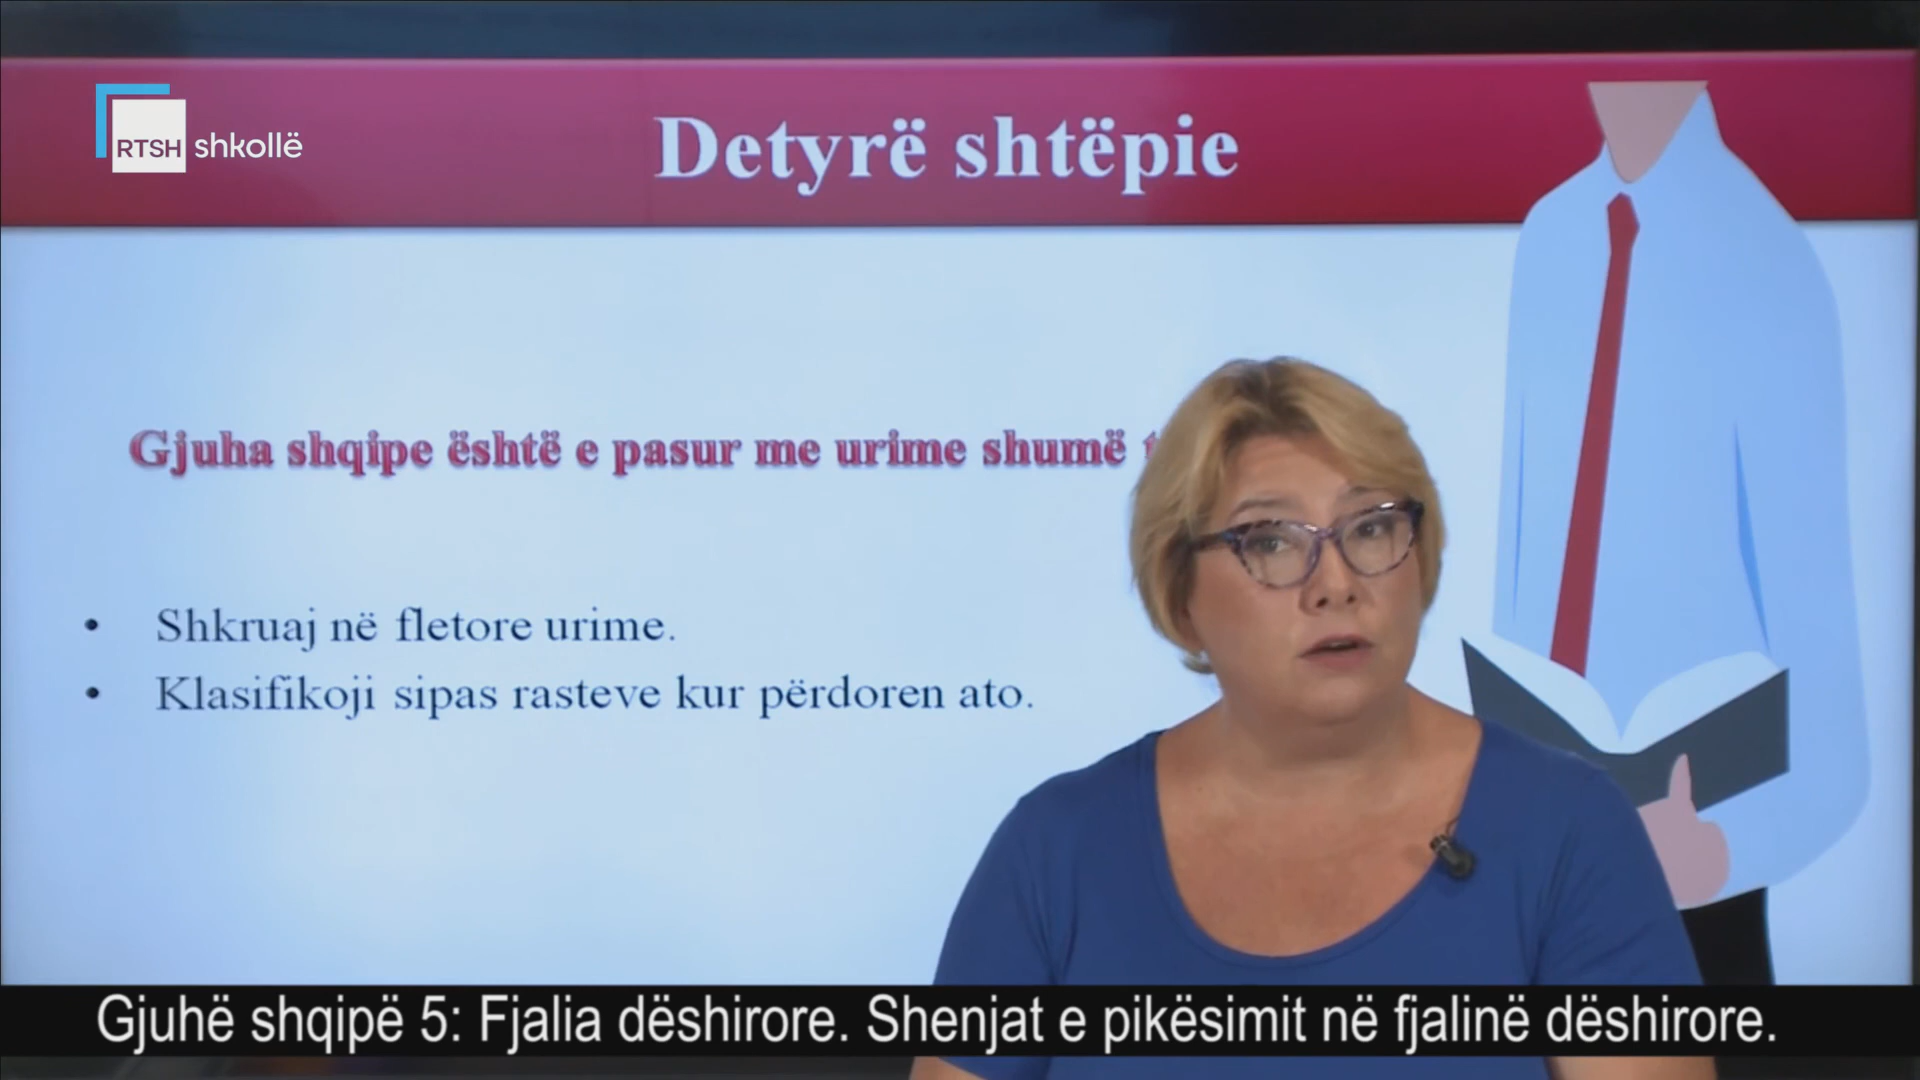 RTSH shkollë
Detyrë shtëpie
Gjuha shqipe është e pasur me urime shumë
• Shkruaj në fletore urime.
• Klasifikoji sipas rasteve kur përdoren ato.
Gjuhë shqipë 5: Fjalia dëshirore. Shenjat e pikësimit në fjalinë dëshirore.